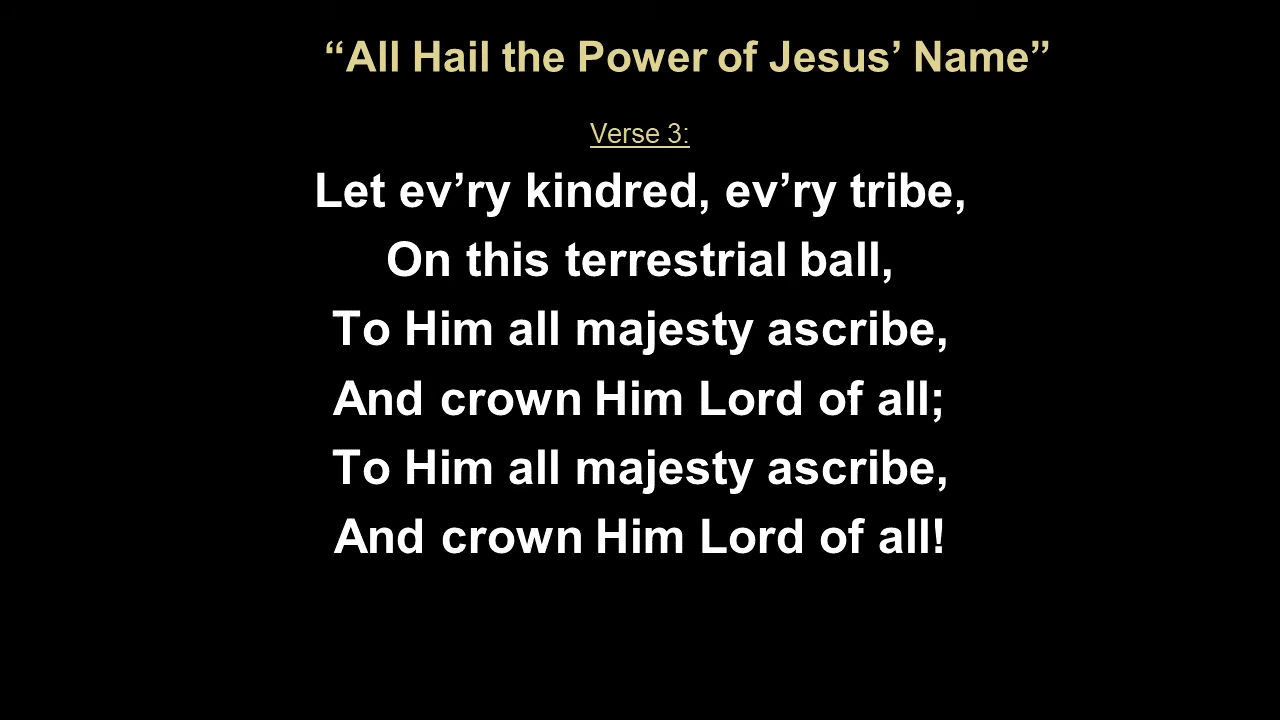 “All Hail the Power of Jesus’ Name”
Verse 3:
Let ev’ry kindred, ev’ry tribe,
On this terrestrial ball,
To Him all majesty ascribe,
And crown Him Lord of all;
To Him all majesty ascribe,
And crown Him Lord of all!